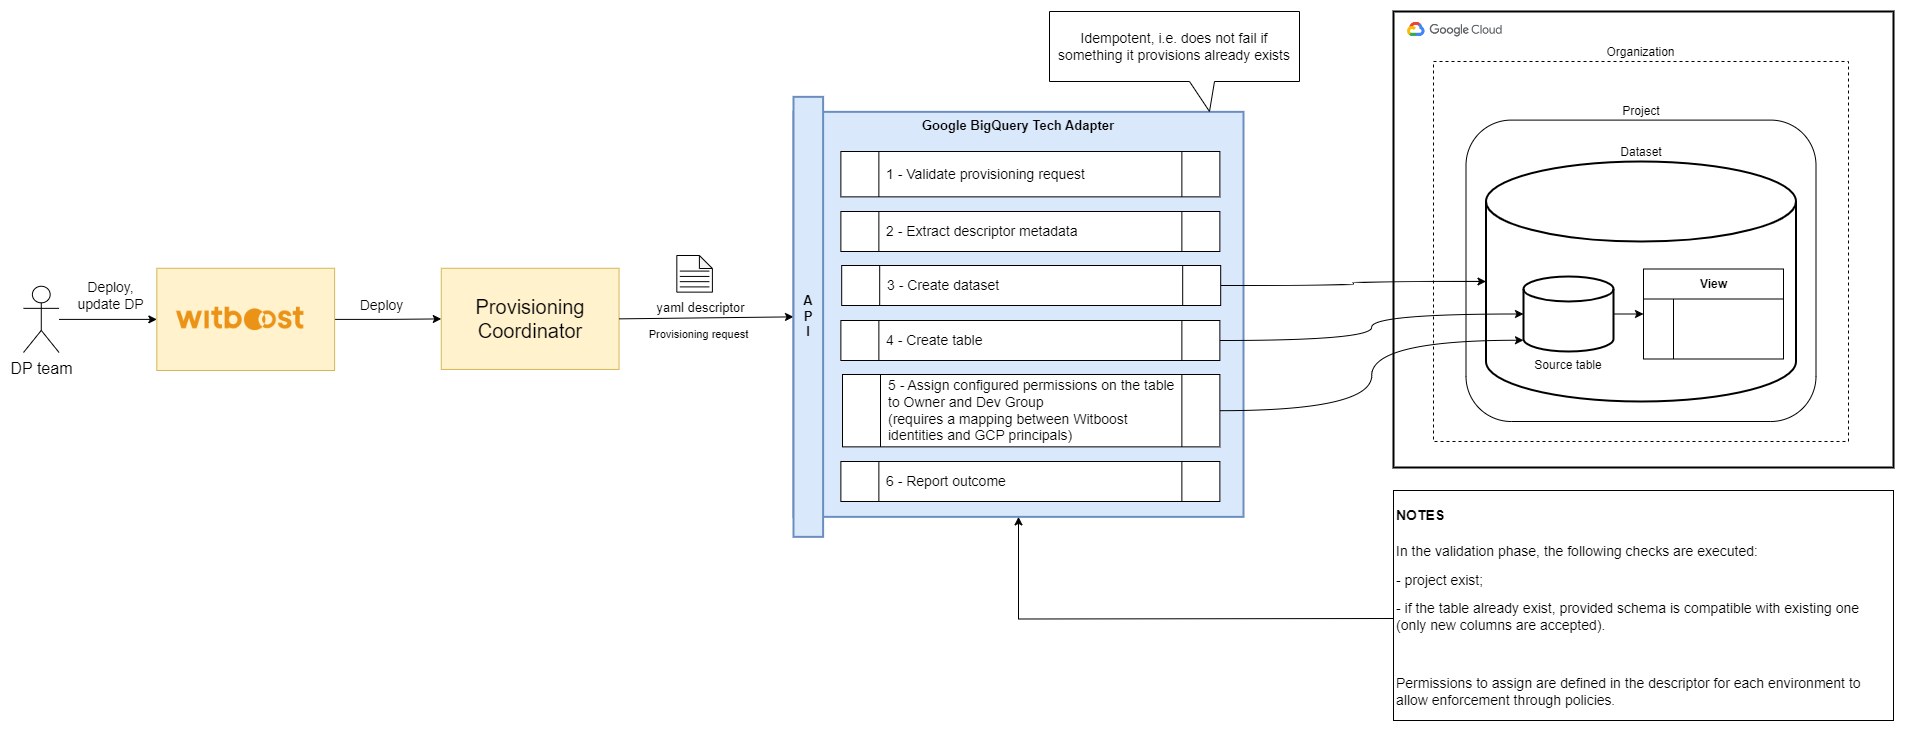 Idempotent, i.e. does not fail if
something it provisions already exists
Google Cloud
Organization
Project
Dataset
View
Source table
Google BigQuery Tech Adapter
1 - Validate provisioning request
2 - Extract descriptor metadata
3 - Create dataset
4 - Create table
5 - Assign configured permissions on the table
to Owner and Dev Group
(requires a mapping between Witboost
identities and GCP principals)
6 - Report outcome
A
P
I
DP team
Deploy,
update DP
witboost
Deploy
Provisioning
Coordinator
yaml descriptor
Provisioning request
NOTES
In the validation phase, the following checks are executed:
- project exist;
- if the table already exist, provided schema is compatible with existing one
(only new columns are accepted).
Permissions to assign are defined in the descriptor for each environment to
allow enforcement through policies.